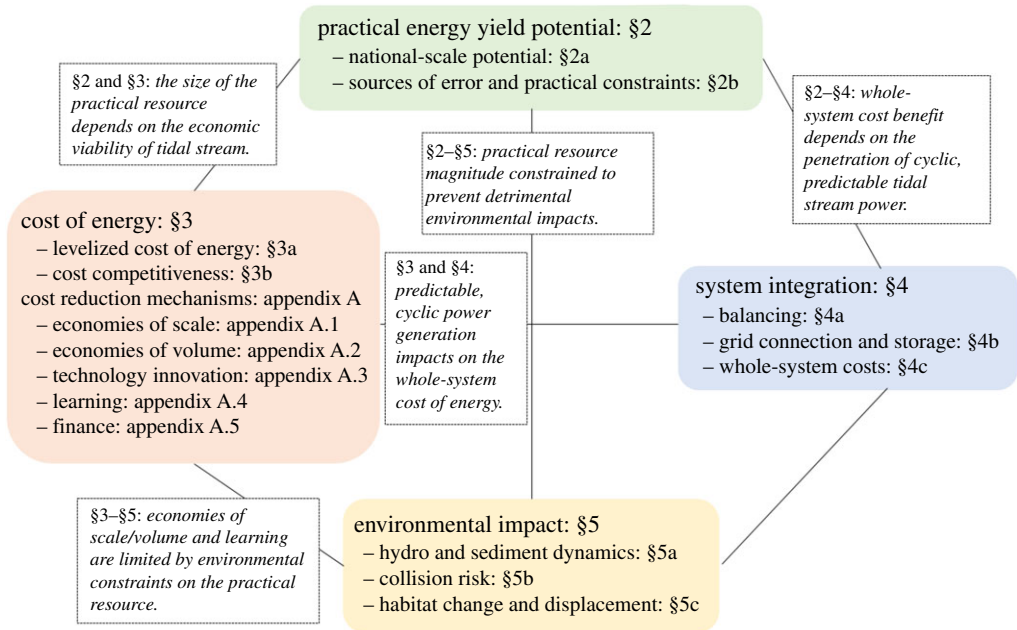 practical energy yield potential: §2
– national-scale potential: §2a
– sources of error and practical constraints: §2b
§2 and §3: the size of the
practical resource
depends on the economic
viability of tidal stream.
§2–§4: whole-
system cost benefit
depends on the
penetration of cyclic,
predictable tidal
stream power.
§2–§5: practical resource
magnitude constrained to
prevent detrimental
environmental impacts.
cost of energy: §3
– levelized cost of energy: §3a
– cost competitiveness: §3b
cost reduction mechanisms: appendix A
– economies of scale: appendix A.1
– economies of volume: appendix A.2
– technology innovation: appendix A.3
– learning: appendix A.4
– finance: appendix A.5
§3 and §4:
predictable,
cyclic power
generation
impacts on the
whole-system
cost of energy.
system integration: §4
– balancing: §4a
– grid connection and storage: §4b
– whole-system costs: §4c
§3–§5: economies of
scale/volume and learning
are limited by environmental
constraints on the practical
resource.
environmental impact: §5
– hydro and sediment dynamics: §5a
– collision risk: §5b
– habitat change and displacement: §5c